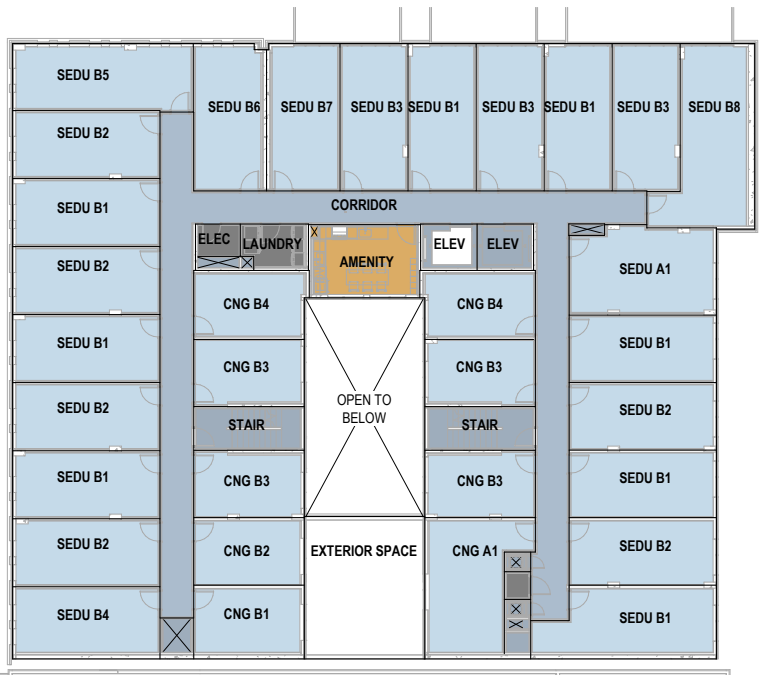 SEDU B5
SEDU B6
SEDU B7
SEDU B3
SEDU B1
SEDU B3
SEDU B1
SEDU B3
SEDU B8
SEDU B2
SEDU B1
CORRIDOR
ELEC
LAUNDRY
AMENITY
ELEV
ELEV
SEDU B2
SEDU A1
CNG B4
CNG B4
SEDU B1
SEDU B1
CNG B3
CNG B3
SEDU B2
OPEN TO
BELOW
SEDU B2
STAIR
STAIR
SEDU B1
CNG B3
CNG B3
SEDU B1
SEDU B2
CNG B2
EXTERIOR SPACE
CNG A1
SEDU B2
SEDU B4
CNG B1
SEDU B1